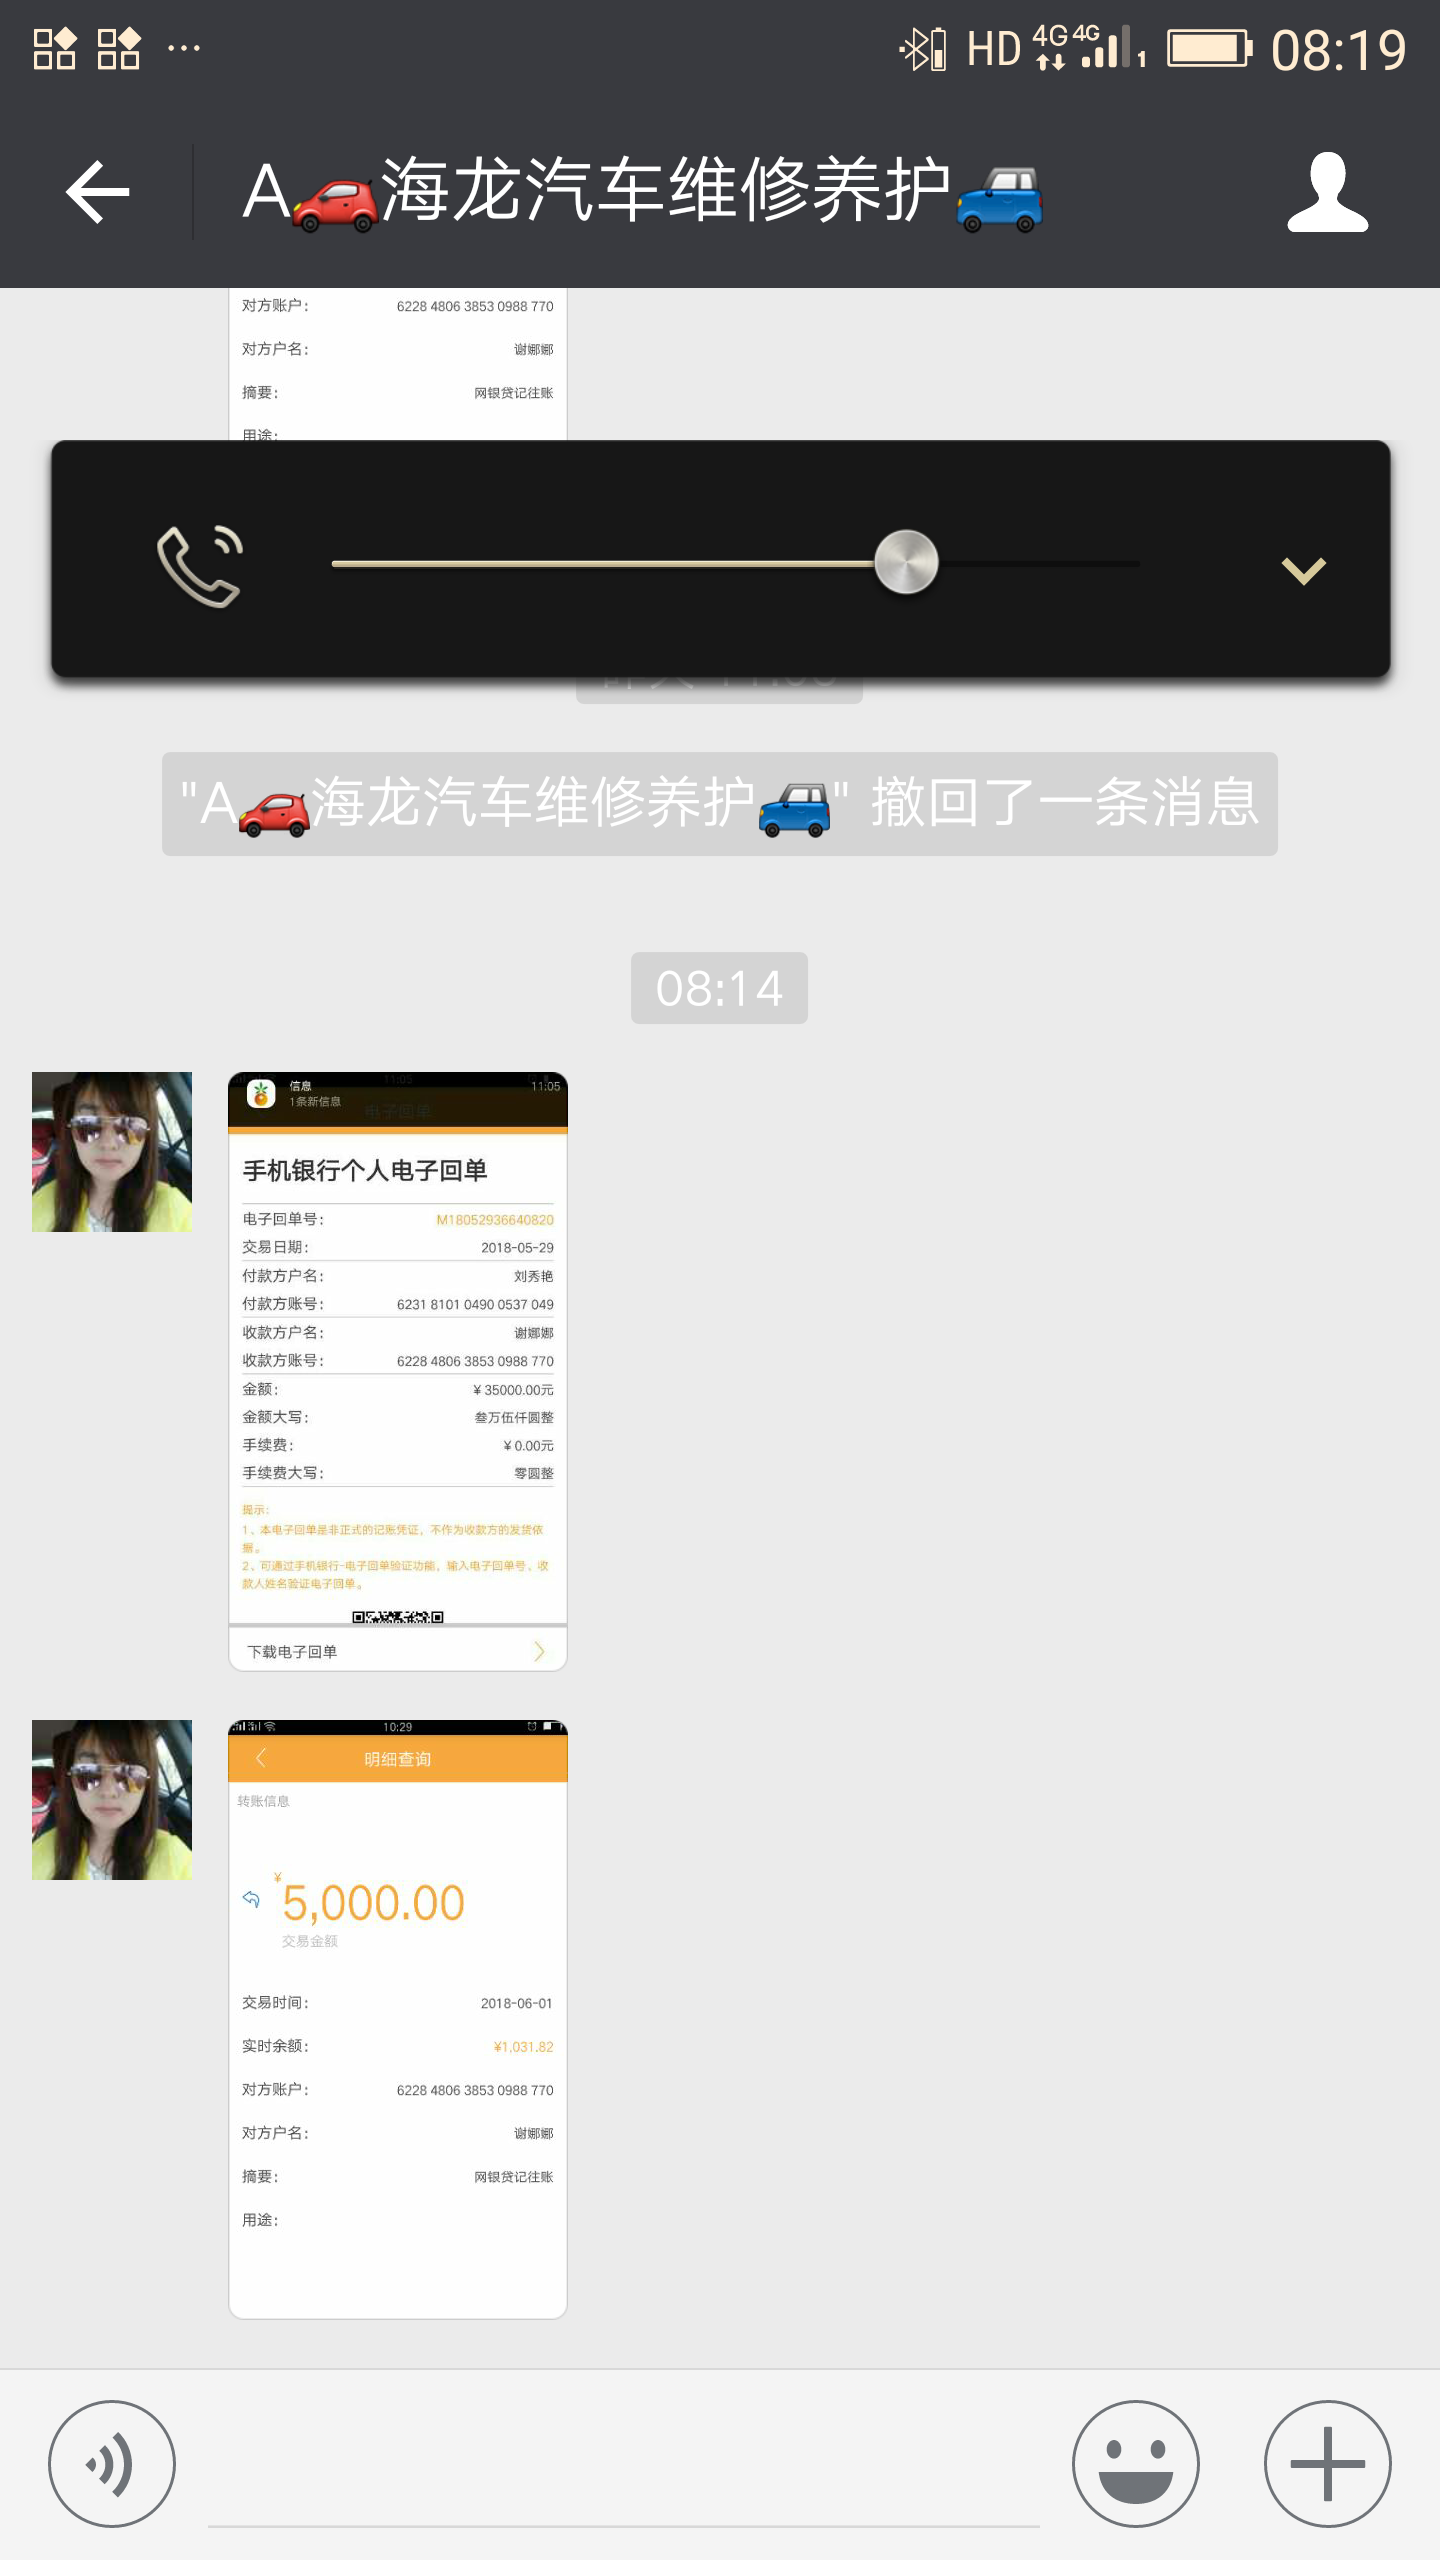 HD 4G 4G 1 08:19
A🚗海龙汽车维修养护🚙
对方账户: 6228 4806 3853 0988 770
对方户名: 谢娜娜
摘要: 网银贷记往账
用途:
"A🚗海龙汽车维修养护🚙" 撤回了一条消息
08:14
信息 11:05
1条新信息
电子回单
手机银行个人电子回单
电子回单号: M18052936640820
交易日期: 2018-05-29
付款方户名: 刘秀艳
付款方账号: 6231 8101 0490 0537 049
收款方户名: 谢娜娜
收款方账号: 6228 4806 3853 0988 770
金额: ¥35000.00元
金额大写: 叁万伍仟圆整
手续费: ¥0.00元
手续费大写: 零圆整
提示:
1、本电子回单是非正式的记账凭证，不作为收款方的发货依
据。
2、可通过手机银行-电子回单验证功能，输入电子回单号、收
款人姓名验证电子回单。
下载电子回单
10:29
明细查询
转账信息
¥5,000.00
交易金额
交易时间: 2018-06-01
实时余额: ¥1,031.82
对方账户: 6228 4806 3853 0988 770
对方户名: 谢娜娜
摘要: 网银贷记往账
用途: